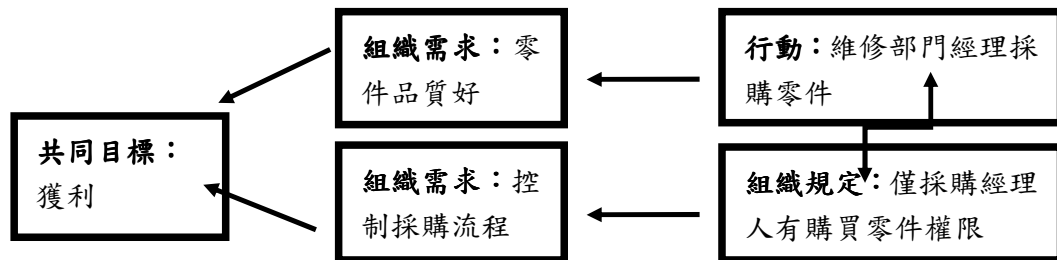 組織需求：零
件品質好
行動：維修部門經理採
購零件
共同目標：
獲利
組織需求：控
制採購流程
組織規定：僅採購經理
人有購買零件權限